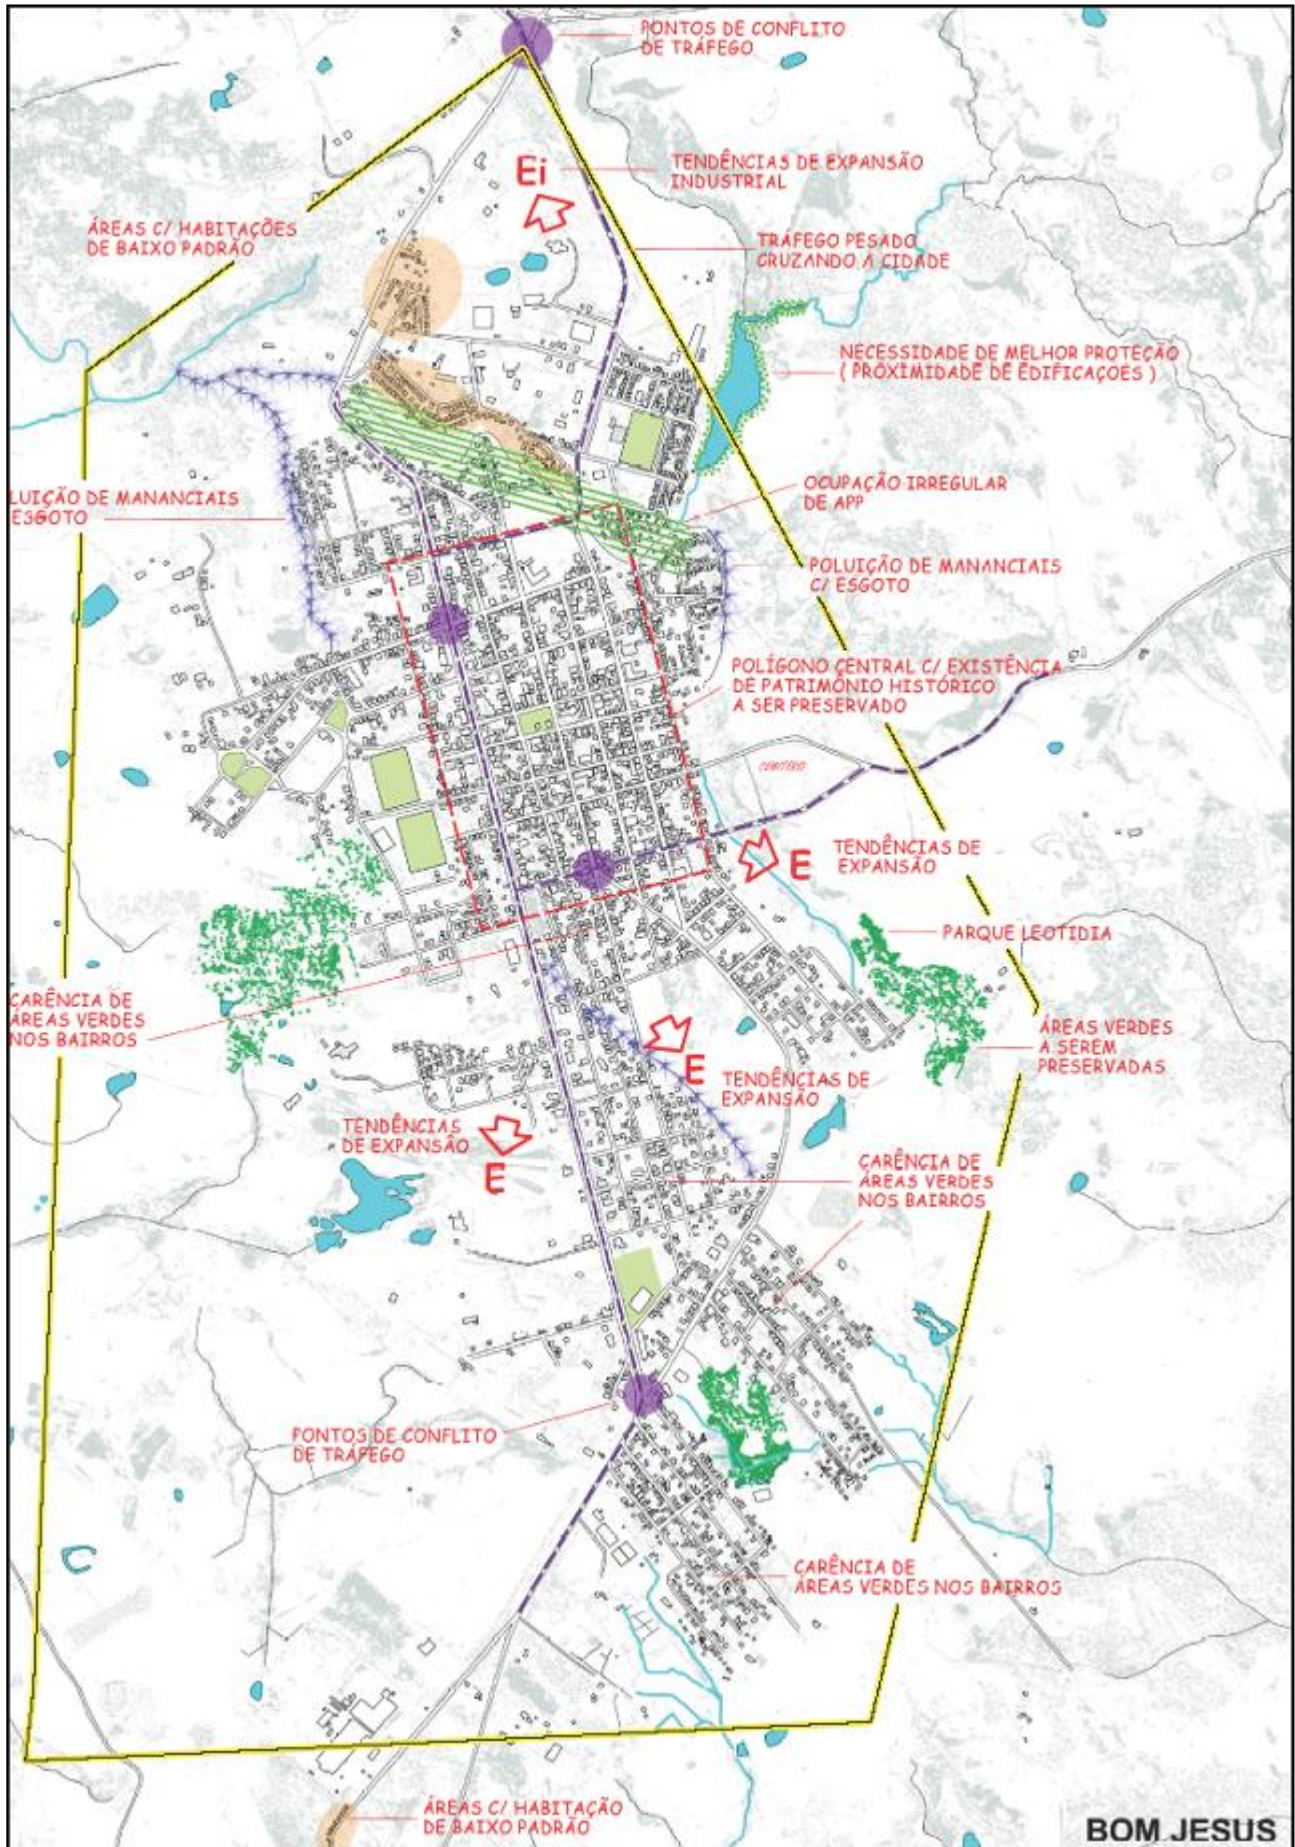 PONTOS DE CONFLITO
DE TRÁFEGO
Ei
TENDÊNCIAS DE EXPANSÃO
INDUSTRIAL
ÁREAS C/ HABITAÇÕES
DE BAIXO PADRÃO
TRÁFEGO PESADO
CRUZANDO A CIDADE
NECESSIDADE DE MELHOR PROTEÇÃO
( PROXIMIDADE DE EDIFICAÇOES )
LUIÇÃO DE MANANCIAIS
ESGOTO
OCUPAÇÃO IRREGULAR
DE APP
POLUIÇÃO DE MANANCIAIS
C/ ESGOTO
POLÍGONO CENTRAL C/ EXISTÊNCIA
DE PATRIMÔNIO HISTÓRICO
A SER PRESERVADO
E
TENDÊNCIAS DE
EXPANSÃO
PARQUE LEOTIDIA
CARÊNCIA DE
ÁREAS VERDES
NOS BAIRROS
ÁREAS VERDES
A SEREM
PRESERVADAS
E
TENDÊNCIAS DE
EXPANSÃO
TENDÊNCIAS
DE EXPANSÃO
E
CARÊNCIA DE
ÁREAS VERDES
NOS BAIRROS
PONTOS DE CONFLITO
DE TRÁFEGO
CARÊNCIA DE
ÁREAS VERDES NOS BAIRROS
ÁREAS C/ HABITAÇÃO
DE BAIXO PADRÃO
BOM JESUS